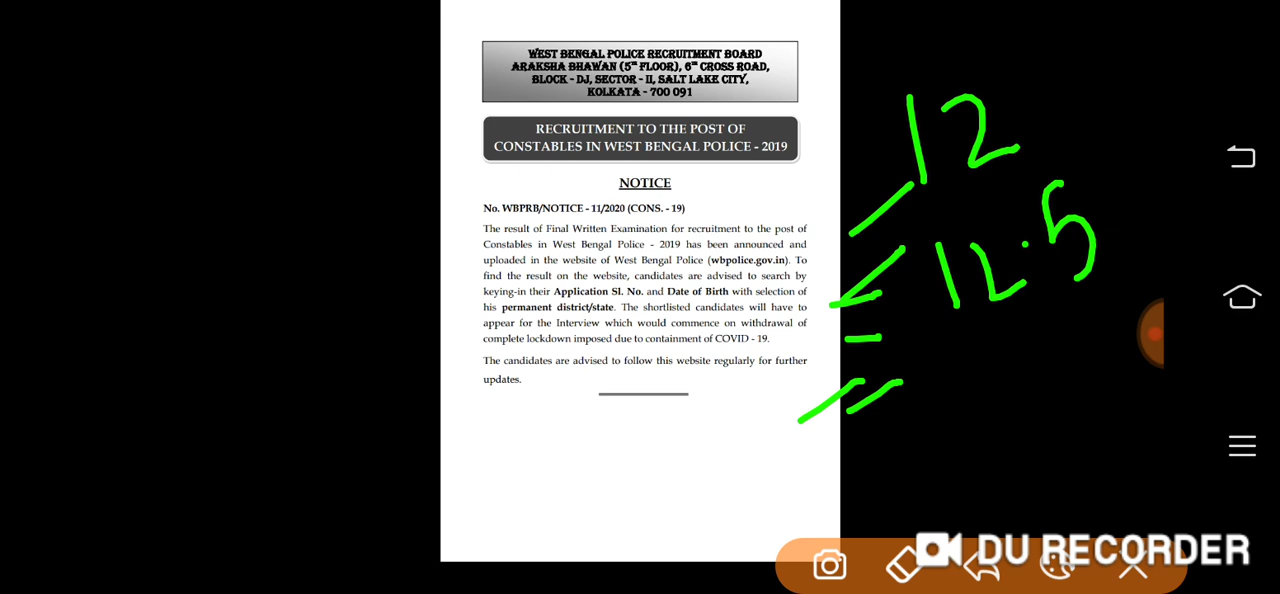 WEST BENGAL POLICE RECRUITMENT BOARD
ARAKSHA BHAWAN (5TH FLOOR), 6TH CROSS ROAD,
BLOCK - DJ, SECTOR - II, SALT LAKE CITY,
KOLKATA - 700 091
RECRUITMENT TO THE POST OF
CONSTABLES IN WEST BENGAL POLICE - 2019
NOTICE
No. WBPRB/NOTICE - 11/2020 (CONS. - 19)
The result of Final Written Examination for recruitment to the post of
Constables in West Bengal Police - 2019 has been announced and
uploaded in the website of West Bengal Police (wbpolice.gov.in). To
find the result on the website, candidates are advised to search by
keying-in their Application Sl. No. and Date of Birth with selection of
his permanent district/state. The shortlisted candidates will have to
appear for the Interview which would commence on withdrawal of
complete lockdown imposed due to containment of COVID - 19.
The candidates are advised to follow this website regularly for further
updates.
12
12.5
DU RECORDER